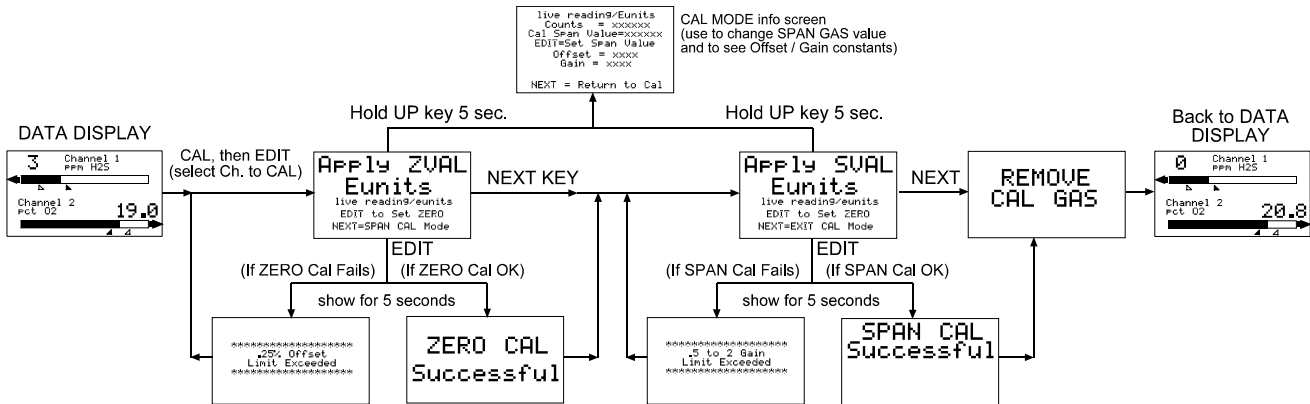 live reading/Eunits
Counts = xxxxxx
Cal Span Value=xxxxxx
EDIT=Set Span Value
Offset = xxxx
Gain = xxxx
NEXT = Return to Cal
CAL MODE info screen
(use to change SPAN GAS value
and to see Offset / Gain constants)
Hold UP key 5 sec.
Hold UP key 5 sec.
DATA DISPLAY
3
Channel 1
ppm H2S
Channel 2
pct O2
19.0
CAL, then EDIT
(select Ch. to CAL)
Apply ZVAL
Eunits
live reading/eunits
EDIT to Set ZERO
NEXT=SPAN CAL Mode
NEXT KEY
Apply SVAL
Eunits
live reading/eunits
EDIT to Set ZERO
NEXT=EXIT CAL Mode
NEXT
REMOVE
CAL GAS
Back to DATA
DISPLAY
0
Channel 1
ppm H2S
Channel 2
pct O2
20.8
EDIT
(If ZERO Cal Fails)
(If ZERO Cal OK)
show for 5 seconds
*******************
.25% Offset
Limit Exceeded
*******************
ZERO CAL
Successful
EDIT
(If SPAN Cal Fails)
(If SPAN Cal OK)
show for 5 seconds
*******************
.5 to 2 Gain
Limit Exceeded
*******************
SPAN CAL
Successful